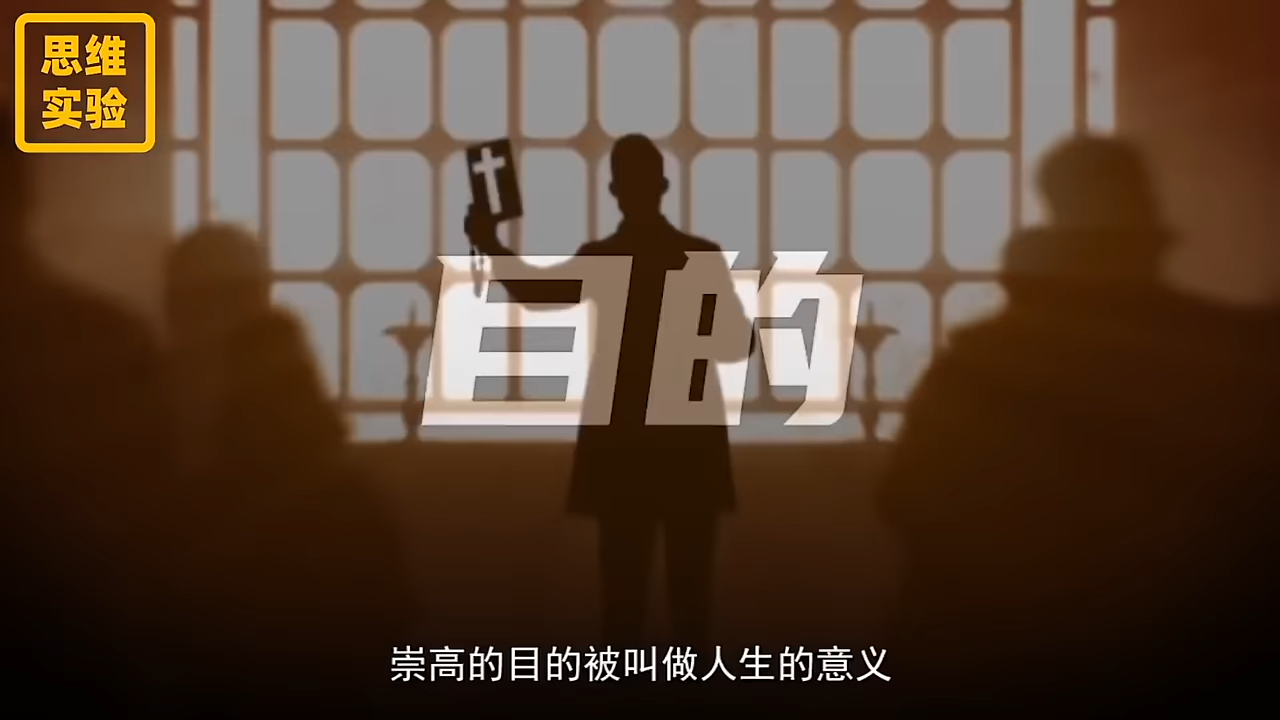 思维
实验
目的
崇高的目的被叫做人生的意义